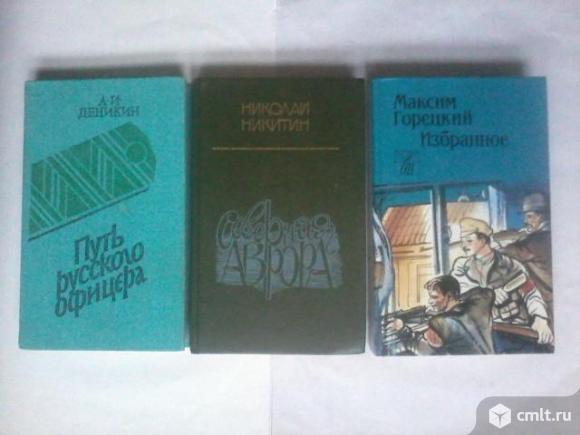 А·И
ДЕНИКИН
Путь
русского
офицера
НИКОЛАЙ
НИКИТИН
Северная
АВРОРА
Максим
Горецкий
Избранное
cmlt.ru